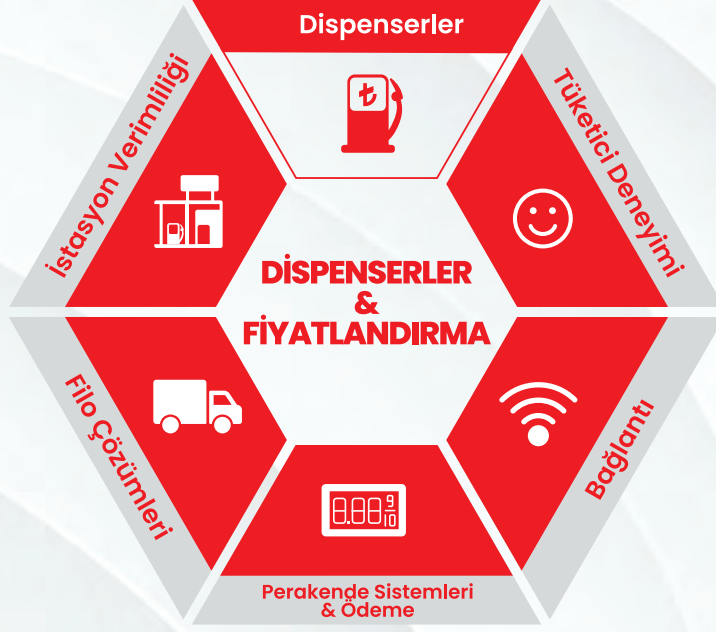 Dispenserler
₺
İstasyon Verimliliği
Tüketici Deneyimi
DİSPENSERLER
&
FİYATLANDIRMA
Filo Çözümleri
Bağlantı
8.88 9/10
Perakende Sistemleri
& Ödeme